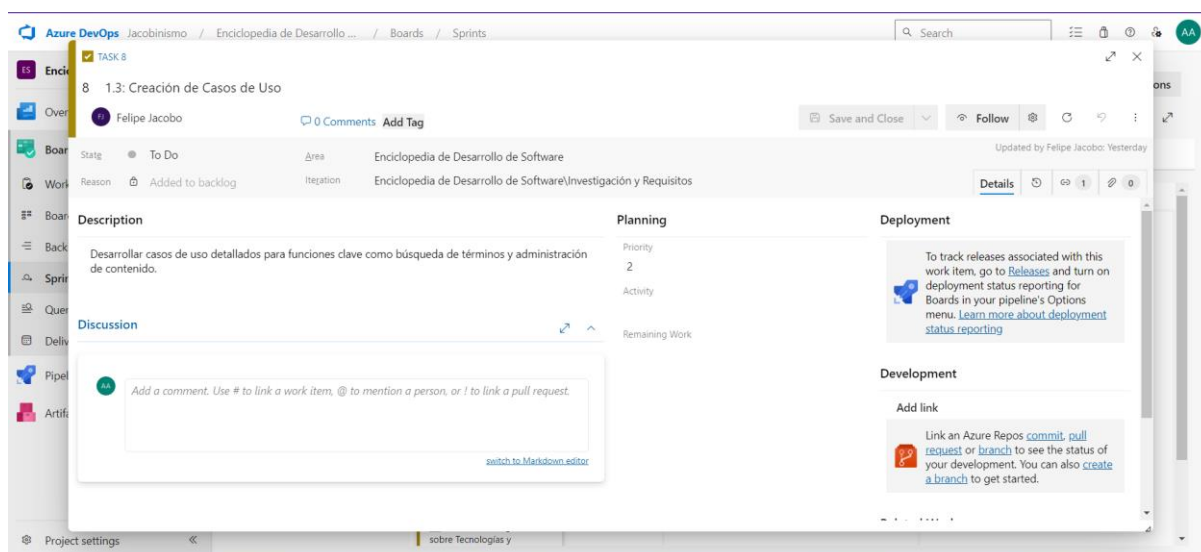 Azure DevOps Jacobinismo / Enciclopedia de Desarrollo ... / Boards / Sprints
Search
AA
ES Encic
Over
Boar
Work
Boar
Back
Sprin
Quer
Deliv
Pipel
Artifa
Project settings
ons
TASK 8
8 1.3: Creación de Casos de Uso
FJ Felipe Jacobo
0 Comments Add Tag
Save and Close
Follow
State To Do
Area Enciclopedia de Desarrollo de Software
Updated by Felipe Jacobo: Yesterday
Reason Added to backlog
Iteration Enciclopedia de Desarrollo de Software\Investigación y Requisitos
Details 1 0
Description
Desarrollar casos de uso detallados para funciones clave como búsqueda de términos y administración
de contenido.
Discussion
AA
Add a comment. Use # to link a work item, @ to mention a person, or ! to link a pull request.
switch to Markdown editor
Planning
Priority
2
Activity
Remaining Work
Deployment
To track releases associated with this
work item, go to Releases and turn on
deployment status reporting for
Boards in your pipeline's Options
menu. Learn more about deployment
status reporting
Development
Add link
Link an Azure Repos commit, pull
request or branch to see the status of
your development. You can also create
a branch to get started.
sobre Tecnologías y